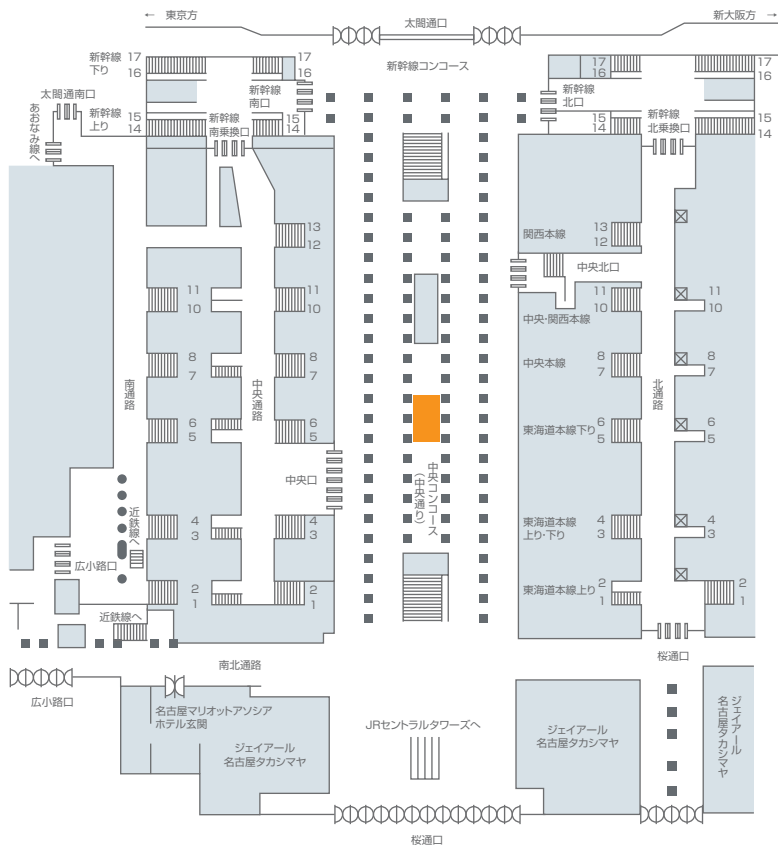 ← 東京方
太閤通口
新大阪方 →
新幹線
下り
17
16
17
16
新幹線コンコース
17
16
17
16
新幹線
南口
新幹線
北口
太閤通南口
あおなみ線へ
新幹線
上り
15
14
15
14
新幹線
南乗換口
15
14
新幹線
北乗換口
15
14
13
12
関西本線
13
12
中央北口
11
10
11
10
11
10
中央・関西本線
11
10
南通路
中央通路
北通路
8
7
8
7
中央本線
8
7
8
7
6
5
6
5
東海道本線下り
6
5
6
5
中央口
中央コンコース
(中央通り)
近鉄線へ
4
3
4
3
東海道本線
上り・下り
4
3
4
3
広小路口
2
1
2
1
東海道本線上り
2
1
2
1
近鉄線へ
南北通路
桜通口
広小路口
名古屋マリオットアソシア
ホテル玄関
ジェイアール
名古屋タカシマヤ
JRセントラルタワーズへ
ジェイアール
名古屋タカシマヤ
ジェイアール
名古屋タカシマヤ
桜通口